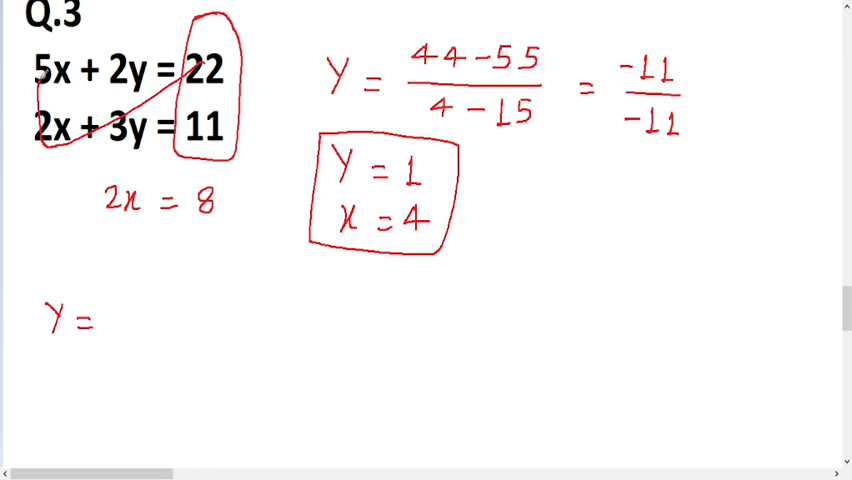 Q.3
5x + 2y = 22
2x + 3y = 11
2x = 8
y =
y = 44-55 / 4-15 = -11 / -11
y = 1
x = 4